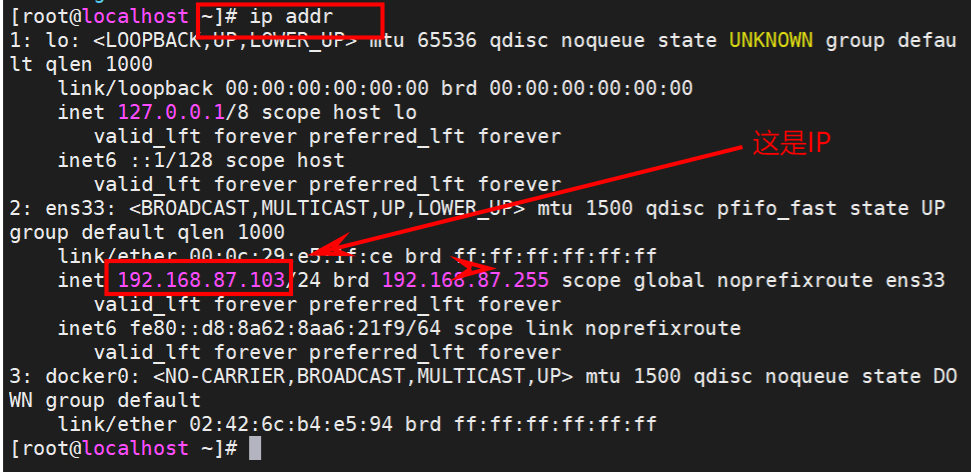 [root@localhost ~]# ip addr
1: lo: <LOOPBACK,UP,LOWER_UP> mtu 65536 qdisc noqueue state UNKNOWN group defau
lt qlen 1000
link/loopback 00:00:00:00:00:00 brd 00:00:00:00:00:00
inet 127.0.0.1/8 scope host lo
valid_lft forever preferred_lft forever
这是IP
inet6 ::1/128 scope host
valid_lft forever preferred_lft forever
2: ens33: <BROADCAST,MULTICAST,UP,LOWER_UP> mtu 1500 qdisc pfifo_fast state UP
group default qlen 1000
link/ether 00:0c:29:e5:1f:ce brd ff:ff:ff:ff:ff:ff
inet 192.168.87.103/24 brd 192.168.87.255 scope global noprefixroute ens33
valid_lft forever preferred_lft forever
inet6 fe80::d8:8a62:8aa6:21f9/64 scope link noprefixroute
valid_lft forever preferred_lft forever
3: docker0: <NO-CARRIER,BROADCAST,MULTICAST,UP> mtu 1500 qdisc noqueue state DO
WN group default
link/ether 02:42:6c:b4:e5:94 brd ff:ff:ff:ff:ff:ff
[root@localhost ~]#